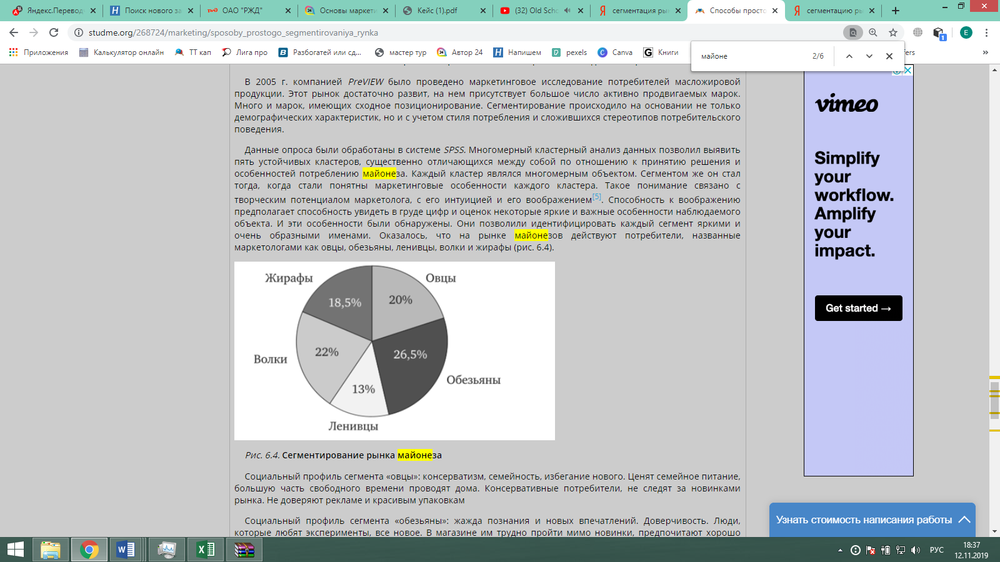 Яндекс.Перевод
Поиск нового за
ОАО "РЖД"
Основы маркети
Кейс (1).pdf
(32) Old Scho
сегментация ры
Способы просто
сегментацию ры
studme.org/268724/marketing/sposoby_prostogo_segmentirovaniya_rynka
E
Приложения
Калькулятор онлайн
ТТ кап
Лига про
Разбогатей или сд...
мастер тур
Автор 24
Напишем
pexels
Canva
Книги
fers
»
майоне
2/6
В 2005 г. компанией PreVIEW было проведено маркетинговое исследование потребителей масложировой
продукции. Этот рынок достаточно развит, на нем присутствует большое число активно продвигаемых марок.
Много и марок, имеющих сходное позиционирование. Сегментирование происходило на основании не только
демографических характеристик, но и с учетом стиля потребления и сложившихся стереотипов потребительского
поведения.
Данные опроса были обработаны в системе SPSS. Многомерный кластерный анализ данных позволил выявить
пять устойчивых кластеров, существенно отличающихся между собой по отношению к принятию решения и
особенностей потреблению майонеза. Каждый кластер являлся многомерным объектом. Сегментом же он стал
тогда, когда стали понятны маркетинговые особенности каждого кластера. Такое понимание связано с
творческим потенциалом маркетолога, с его интуицией и его воображением[5]. Способность к воображению
предполагает способность увидеть в груде цифр и оценок некоторые яркие и важные особенности наблюдаемого
объекта. И эти особенности были обнаружены. Они позволили идентифицировать каждый сегмент яркими и
очень образными именами. Оказалось, что на рынке майонезов действуют потребители, названные
маркетологами как овцы, обезьяны, ленивцы, волки и жирафы (рис. 6.4).
Жирафы
Овцы
18,5%
20%
22%
26,5%
Волки
Обезьяны
13%
Ленивцы
Рис. 6.4. Сегментирование рынка майонеза
Социальный профиль сегмента «овцы»: консерватизм, семейность, избегание нового. Ценят семейное питание,
большую часть свободного времени проводят дома. Консервативные потребители, не следят за новинками
рынка. Не доверяют рекламе и красивым упаковкам
Социальный профиль сегмента «обезьяны»: жажда познания и новых впечатлений. Доверчивость. Люди,
которые любят эксперименты, все новое. В магазине им трудно пройти мимо новинки, предпочитают хорошо
vimeo
Simplify
your
workflow.
Amplify
your
impact.
Get started →
Узнать стоимость написания работы
РУС
18:37
12.11.2019